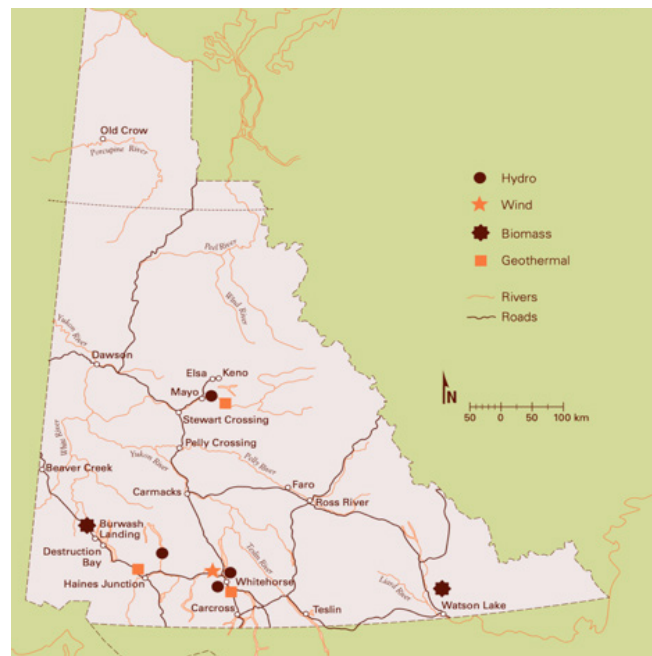 Old Crow
Porcupine River
Hydro
Wind
Biomass
Geothermal
Rivers
Roads
Peel River
Wind River
Yukon River
Dawson
Elsa
Keno
Mayo
Stewart Crossing
N
50 0 50 100 km
White River
Pelly Crossing
Yukon River
Pelly River
Beaver Creek
Carmacks
Faro
Ross River
Burwash
Landing
Destruction
Bay
Teslin River
Haines Junction
Whitehorse
Liard River
Carcross
Teslin
Watson Lake